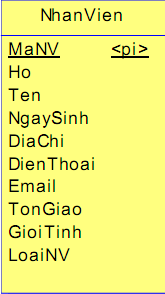 NhanVien
MaNV <pi>
Ho
Ten
NgaySinh
DiaChi
DienThoai
Email
TonGiao
GioiTinh
LoaiNV